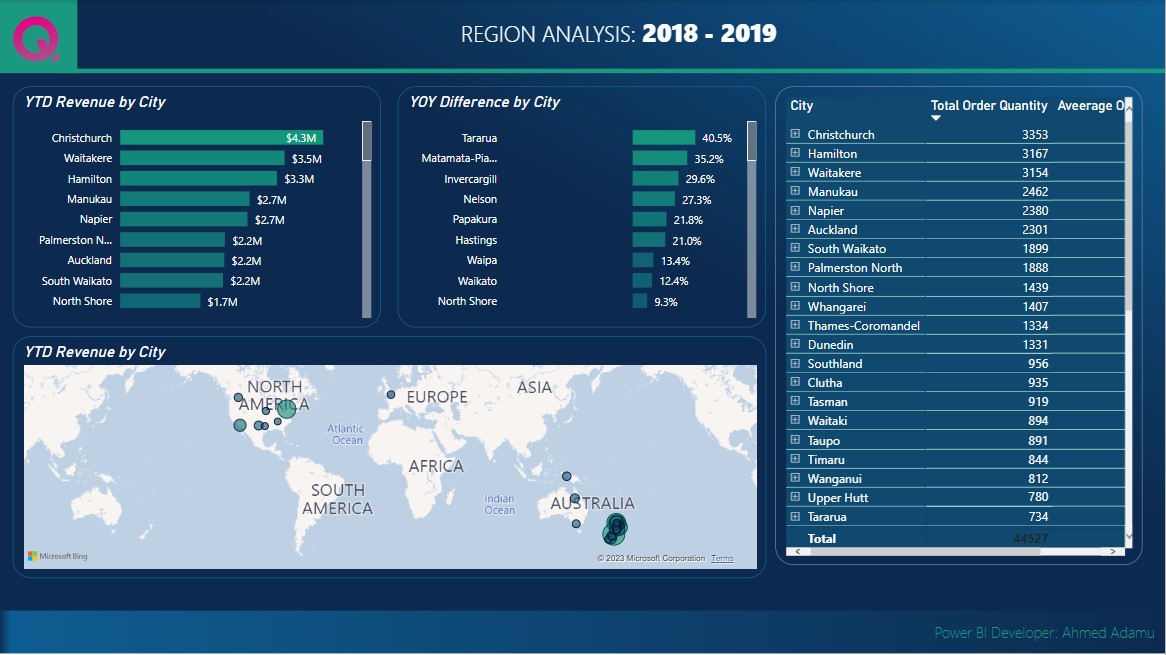 REGION ANALYSIS: 2018 - 2019
YTD Revenue by City
Christchurch $4.3M
Waitakere $3.5M
Hamilton $3.3M
Manukau $2.7M
Napier $2.7M
Palmerston N... $2.2M
Auckland $2.2M
South Waikato $2.2M
North Shore $1.7M
YOY Difference by City
Tararua 40.5%
Matamata-Pia... 35.2%
Invercargill 29.6%
Nelson 27.3%
Papakura 21.8%
Hastings 21.0%
Waipa 13.4%
Waikato 12.4%
North Shore 9.3%
City Total Order Quantity Aveerage O
Christchurch 3353
Hamilton 3167
Waitakere 3154
Manukau 2462
Napier 2380
Auckland 2301
South Waikato 1899
Palmerston North 1888
North Shore 1439
Whangarei 1407
Thames-Coromandel 1334
Dunedin 1331
Southland 956
Clutha 935
Tasman 919
Waitaki 894
Taupo 891
Timaru 844
Wanganui 812
Upper Hutt 780
Tararua 734
Total 44527
YTD Revenue by City
NORTH
AMERICA
EUROPE
ASIA
Atlantic
Ocean
AFRICA
SOUTH
AMERICA
Indian
Ocean
AUSTRALIA
Microsoft Bing
© 2023 Microsoft Corporation Terms
Power BI Developer: Ahmed Adamu